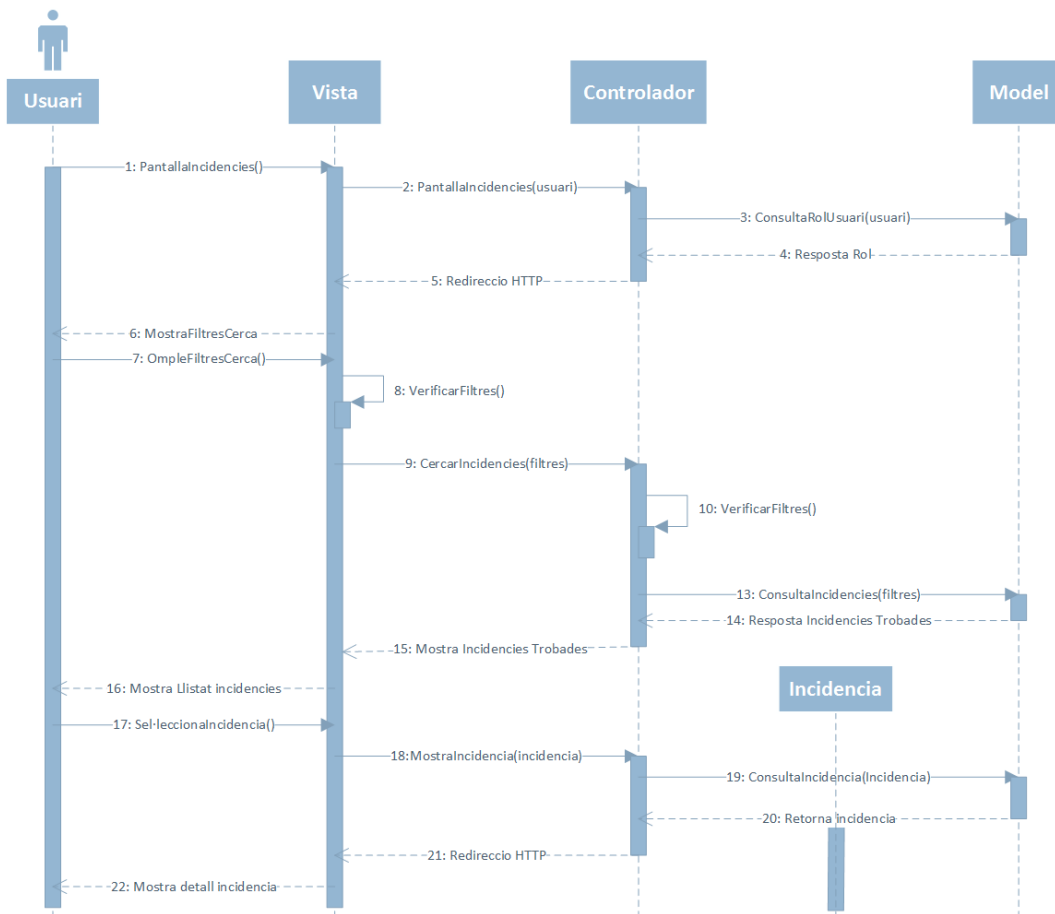 Usuari
Vista
Controlador
Model
1: PantallaIncidencies()
2: PantallaIncidencies(usuari)
3: ConsultaRolUsuari(usuari)
4: Resposta Rol
5: Redireccio HTTP
6: MostraFiltresCerca
7: OmpleFiltresCerca()
8: VerificarFiltres()
9: CercarIncidencies(filtres)
10: VerificarFiltres()
13: ConsultaIncidencies(filtres)
14: Resposta Incidencies Trobades
15: Mostra Incidencies Trobades
16: Mostra Llistat incidencies
Incidencia
17: Sel·leccionaIncidencia()
18:MostraIncidencia(incidencia)
19: ConsultaIncidencia(Incidencia)
20: Retorna incidencia
21: Redireccio HTTP
22: Mostra detall incidencia